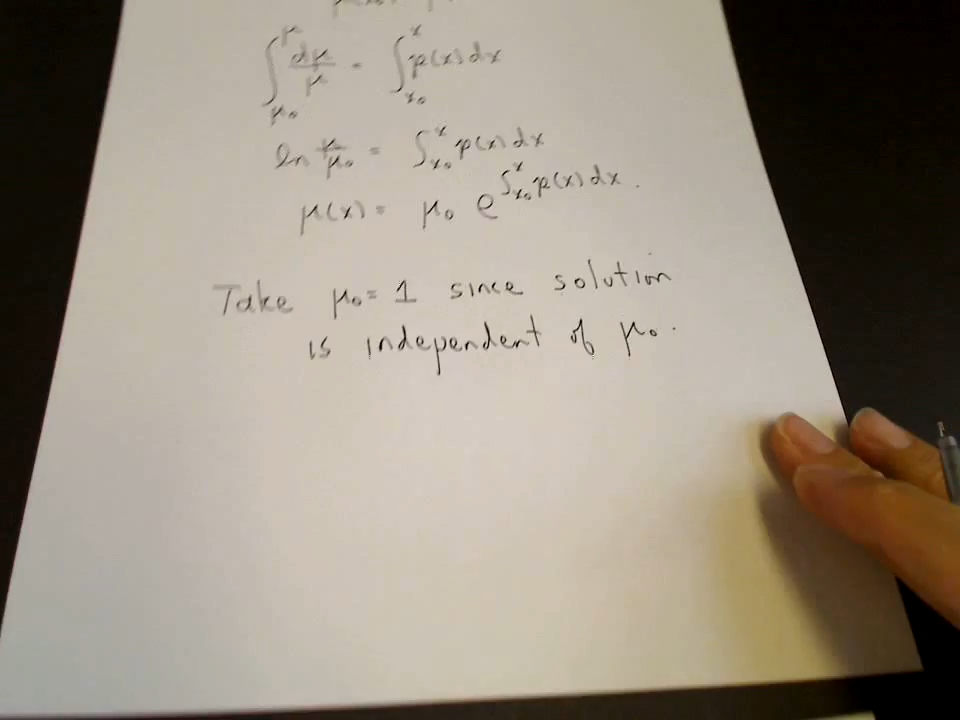 ∫_{μ₀}^{μ} dμ/μ = ∫_{x₀}^{x} p(x) dx
ln μ/μ₀ = ∫_{x₀}^{x} p(x) dx
μ(x) = μ₀ e^{∫_{x₀}^{x} p(x) dx}.
Take μ₀ = 1 since solution
is independent of μ₀.